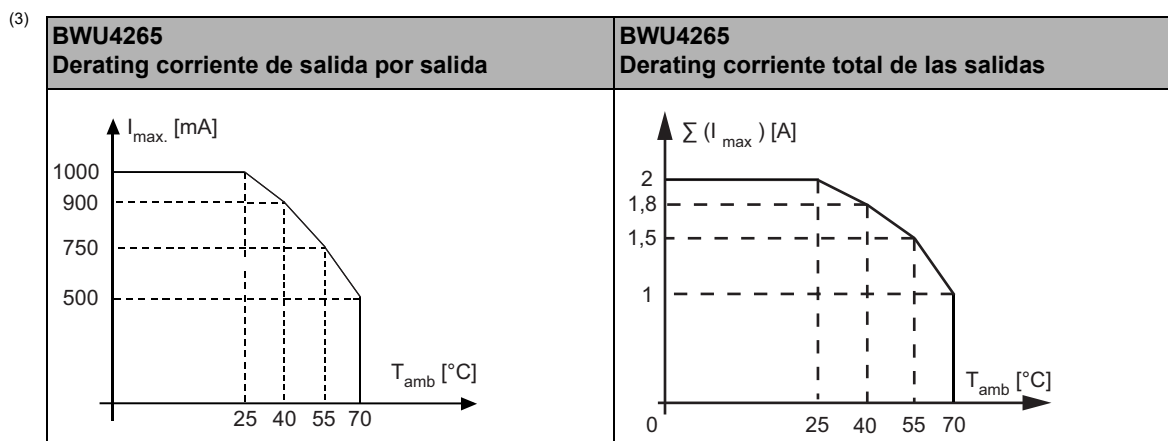 (3)
BWU4265
Derating corriente de salida por salida
BWU4265
Derating corriente total de las salidas
I max. [mA]
1000
900
750
500
T amb [°C]
25 40 55 70
∑ (I max ) [A]
2
1,8
1,5
1
T amb [°C]
0 25 40 55 70